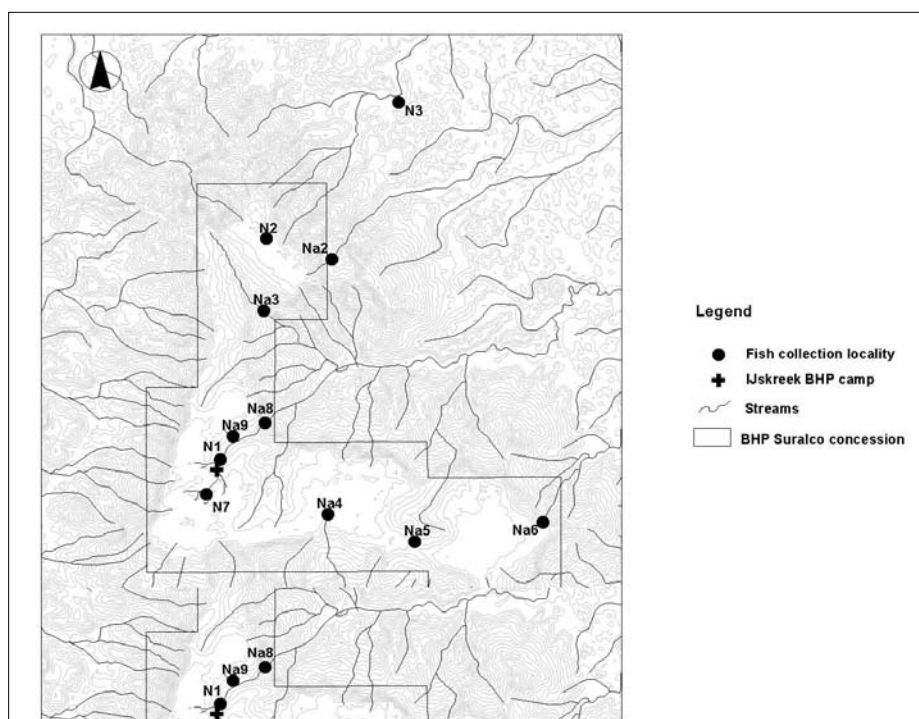 N3
N2
Na2
Na3
Legend
Fish collection locality
IJskreek BHP camp
Streams
BHP Suralco concession
Na8
Na9
N1
N7
Na4
Na5
Na6
Na8
Na9
N1